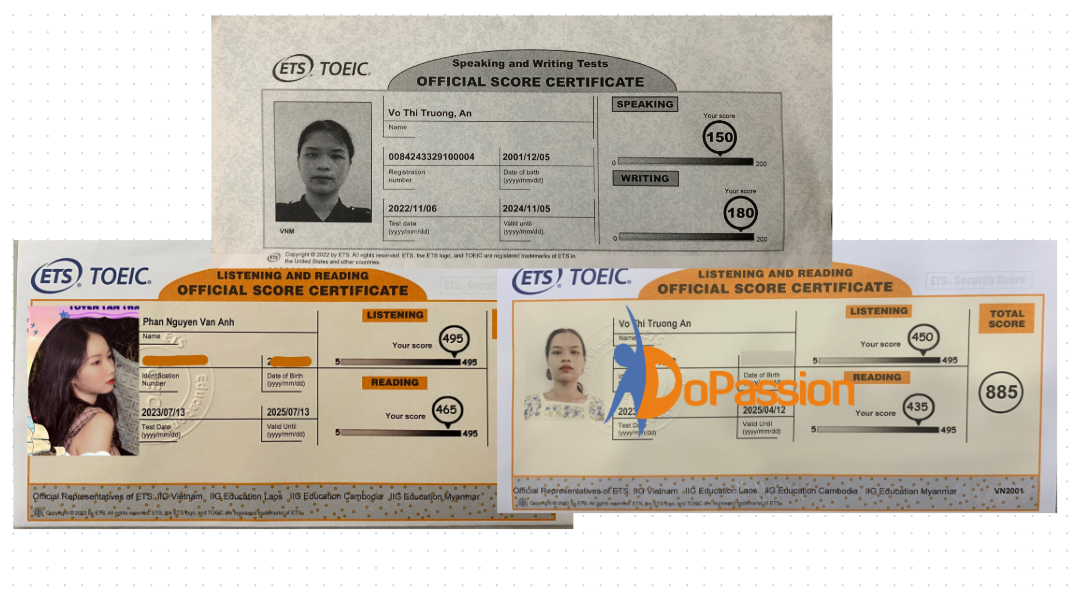 ETS TOEIC
Speaking and Writing Tests
OFFICIAL SCORE CERTIFICATE
Vo Thi Truong, An
Name
0084243329100004 2001/12/05
Registration number Date of birth (yyyy/mm/dd)
2022/11/06 2024/11/05
Test date (yyyy/mm/dd) Valid until (yyyy/mm/dd)
VNM
SPEAKING
Your score
150
0 200
WRITING
Your score
180
0 200
Copyright © 2022 by ETS. All rights reserved. ETS, the ETS logo, and TOEIC are registered trademarks of ETS in
the United States and other countries.
ETS TOEIC
LISTENING AND READING
OFFICIAL SCORE CERTIFICATE
Phan Nguyen Van Anh
Name
2
Identification Number Date of Birth (yyyy/mm/dd)
2023/07/13 2025/07/13
Test Date (yyyy/mm/dd) Valid Until (yyyy/mm/dd)
LISTENING
Your score 495
5 495
READING
Your score 465
5 495
Official Representatives of ETS: IIG Vietnam IIG Education Laos IIG Education Cambodia IIG Education Myanmar
Copyright © 2022 by ETS. All rights reserved. ETS, the ETS logo, and TOEIC are registered trademarks of ETS.
ETS TOEIC
LISTENING AND READING
OFFICIAL SCORE CERTIFICATE
ETS Security Guard
Vo Thi Truong An
Name
Date of Birth (yyyy/mm/dd)
2023 2025/04/12
Test Date (yyyy/mm/dd) Valid Until (yyyy/mm/dd)
DoPassion
LISTENING
Your score 450
5 495
READING
Your score 435
5 495
TOTAL SCORE
885
Official Representatives of ETS: IIG Vietnam IIG Education Laos IIG Education Cambodia IIG Education Myanmar
VN2001
Copyright © 2022 by ETS. All rights reserved. ETS, the ETS logo, and TOEIC are registered trademarks of ETS.